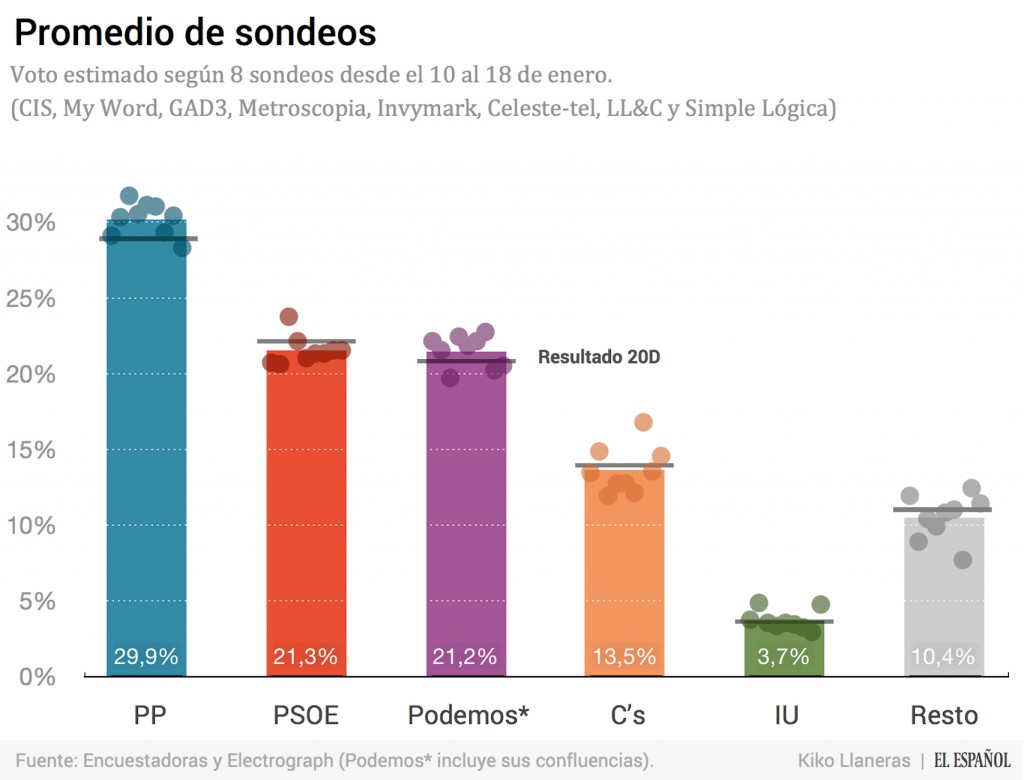 Promedio de sondeos
Voto estimado según 8 sondeos desde el 10 al 18 de enero.
(CIS, My Word, GAD3, Metroscopia, Invymark, Celeste-tel, LL&C y Simple Lógica)
30%
25%
20%
15%
10%
5%
0%
Resultado 20D
29,9%
21,3%
21,2%
13,5%
3,7%
10,4%
PP
PSOE
Podemos*
C's
IU
Resto
Fuente: Encuestadoras y Electrograph (Podemos* incluye sus confluencias).
Kiko Llaneras | EL ESPAÑOL